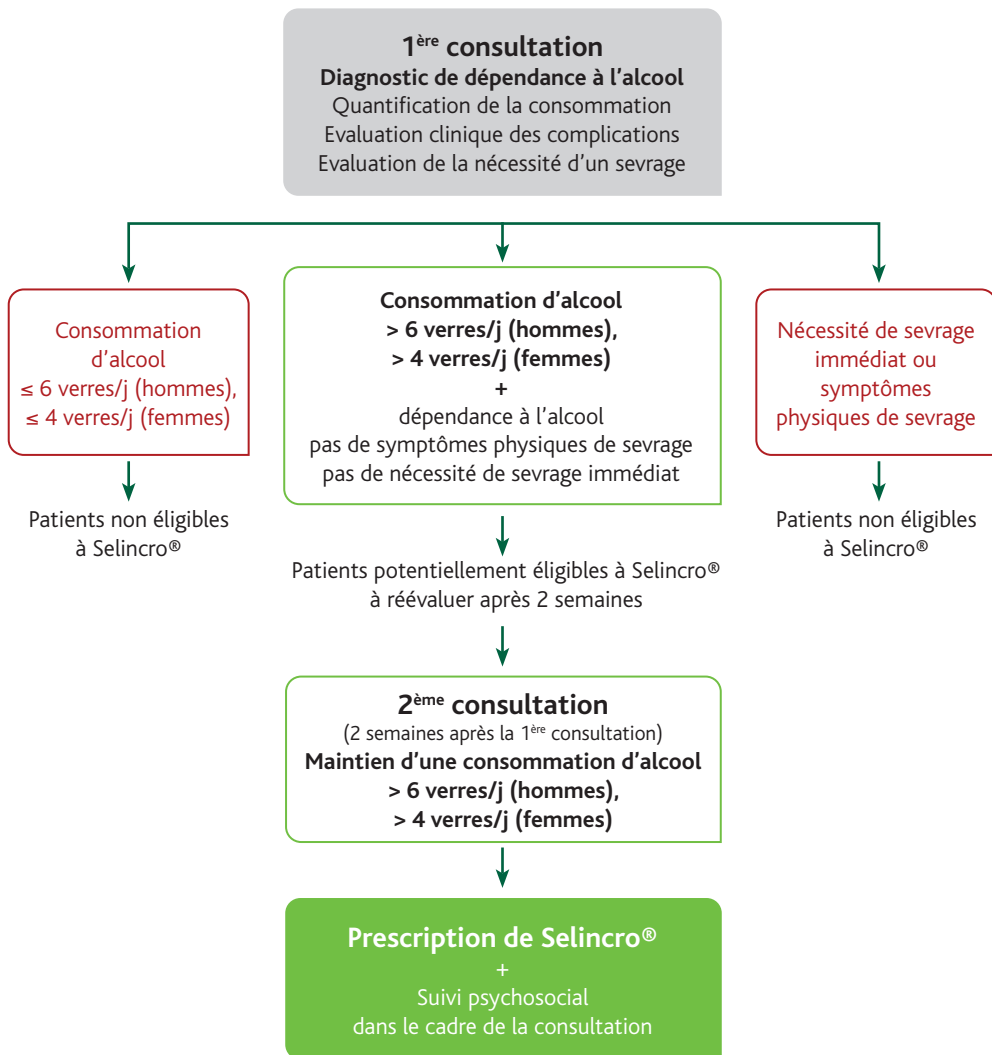 1ère consultation
Diagnostic de dépendance à l'alcool
Quantification de la consommation
Evaluation clinique des complications
Evaluation de la nécessité d'un sevrage
Consommation
d'alcool
≤ 6 verres/j (hommes),
≤ 4 verres/j (femmes)
Patients non éligibles
à Selincro®
Consommation d'alcool
> 6 verres/j (hommes),
> 4 verres/j (femmes)
+
dépendance à l'alcool
pas de symptômes physiques de sevrage
pas de nécessité de sevrage immédiat
Nécessité de sevrage
immédiat ou
symptômes
physiques de sevrage
Patients non éligibles
à Selincro®
Patients potentiellement éligibles à Selincro®
à réévaluer après 2 semaines
2ème consultation
(2 semaines après la 1ère consultation)
Maintien d'une consommation d'alcool
> 6 verres/j (hommes),
> 4 verres/j (femmes)
Prescription de Selincro®
+
Suivi psychosocial
dans le cadre de la consultation